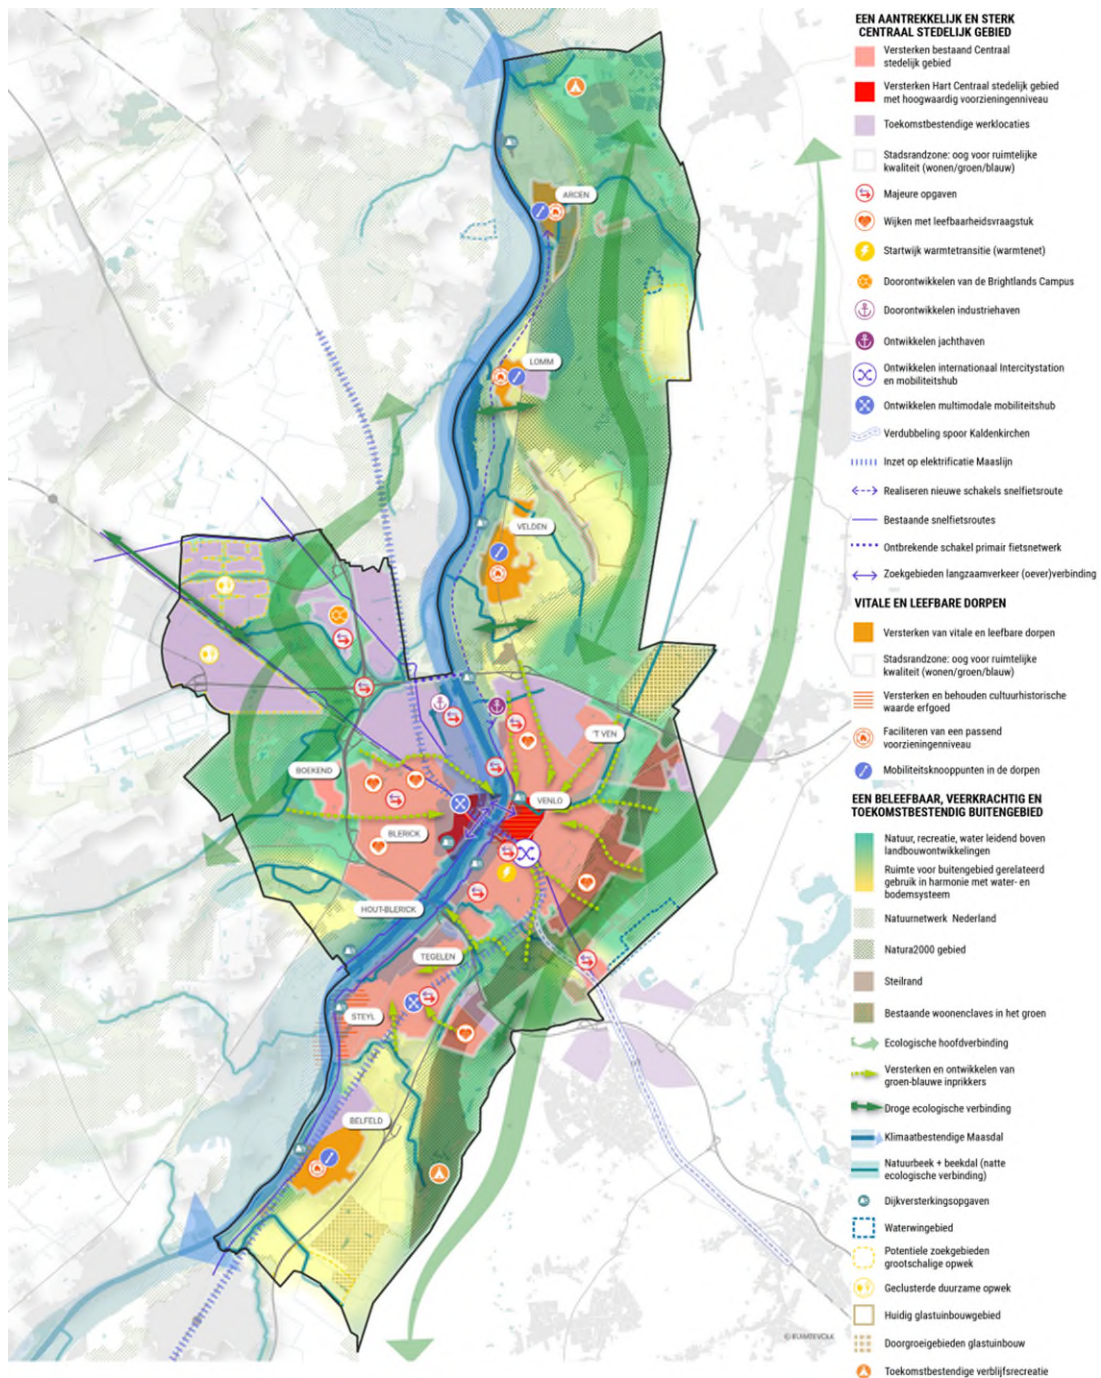 ARCEN
LOMM
VELDEN
'T VEN
BOEKEND
VENLO
BLERICK
HOUT-BLERICK
TEGELEN
STEYL
BELFELD
© RUIMTEVOLK
EEN AANTREKKELIJK EN STERK
CENTRAAL STEDELIJK GEBIED
Versterken bestaand Centraal
stedelijk gebied
Versterken Hart Centraal stedelijk gebied
met hoogwaardig voorzieningenniveau
Toekomstbestendige werklocaties
Stadsrandzone: oog voor ruimtelijke
kwaliteit (wonen/groen/blauw)
Majeure opgaven
Wijken met leefbaarheidsvraagstuk
Startwijk warmtetransitie (warmtenet)
Doorontwikkelen van de Brightlands Campus
Doorontwikkelen industriehaven
Ontwikkelen jachthaven
Ontwikkelen internationaal Intercitystation
en mobiliteitshub
Ontwikkelen multimodale mobiliteitshub
Verdubbeling spoor Kaldenkirchen
Inzet op elektrificatie Maaslijn
Realiseren nieuwe schakels snelfietsroute
Bestaande snelfietsroutes
Ontbrekende schakel primair fietsnetwerk
Zoekgebieden langzaamverkeer (oever)verbinding
VITALE EN LEEFBARE DORPEN
Versterken van vitale en leefbare dorpen
Stadsrandzone: oog voor ruimtelijke
kwaliteit (wonen/groen/blauw)
Versterken en behouden cultuurhistorische
waarde erfgoed
Faciliteren van een passend
voorzieningenniveau
Mobiliteitsknooppunten in de dorpen
EEN BELEEFBAAR, VEERKRACHTIG EN
TOEKOMSTBESTENDIG BUITENGEBIED
Natuur, recreatie, water leidend boven
landbouwontwikkelingen
Ruimte voor buitengebied gerelateerd
gebruik in harmonie met water- en
bodemsysteem
Natuurnetwerk Nederland
Natura2000 gebied
Steilrand
Bestaande woonenclaves in het groen
Ecologische hoofdverbinding
Versterken en ontwikkelen van
groen-blauwe inprikkers
Droge ecologische verbinding
Klimaatbestendige Maasdal
Natuurbeek + beekdal (natte
ecologische verbinding)
Dijkversterkingsopgaven
Waterwingebied
Potentiele zoekgebieden
grootschalige opwek
Geclusterde duurzame opwek
Huidig glastuinbouwgebied
Doorgroeigebieden glastuinbouw
Toekomstbestendige verblijfsrecreatie